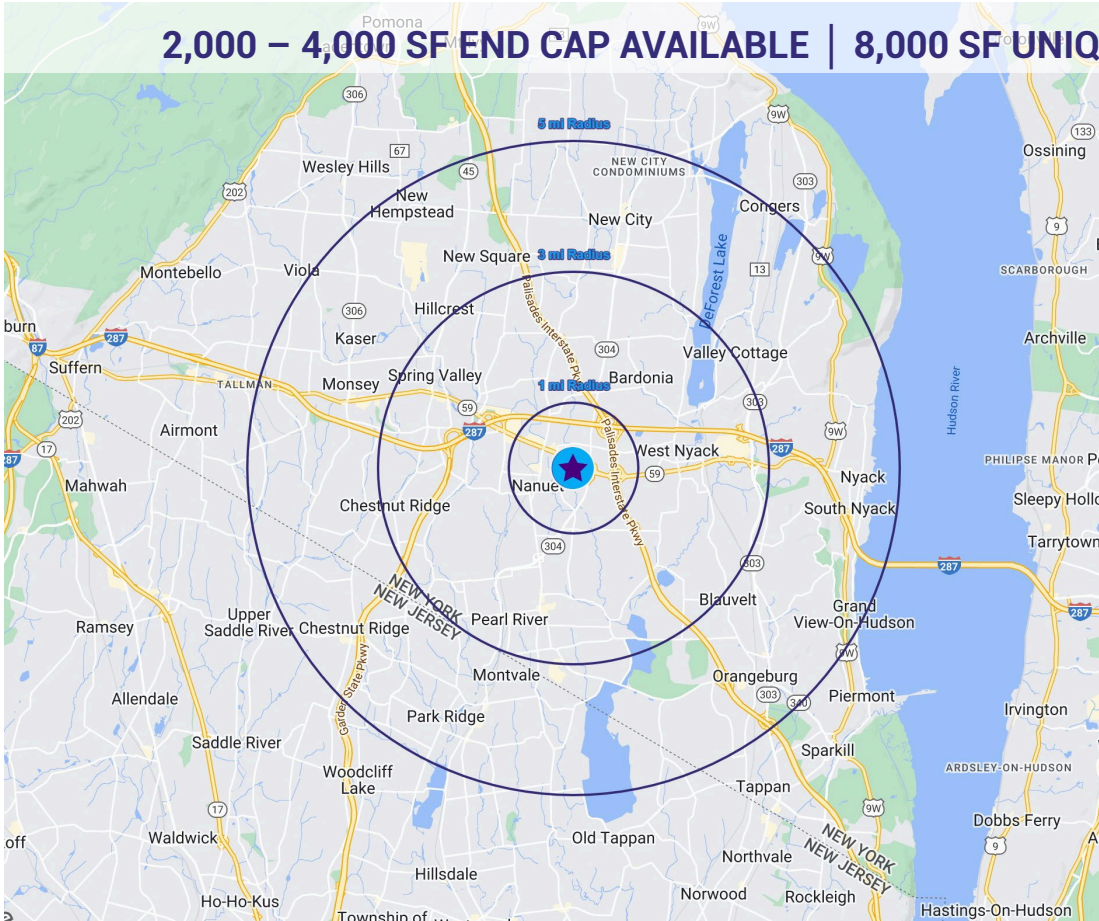 Pomona
2,000 – 4,000 SF END CAP AVAILABLE | 8,000 SF UNIQ
9W
306
5 mi Radius
9W
133
67
Wesley Hills
45
NEW CITY
CONDOMINIUMS
Ossining
202
New
Hempstead
303
Congers
New City
9
New Square
3 mi Radius
9W
Montebello
Viola
13
SCARBOROUGH
DeForest Lake
Palisades Interstate Pkwy
306
Hillcrest
burn
287
Kaser
304
Valley Cottage
Archville
87
Suffern
TALLMAN
Monsey
Spring Valley
1 mi Radius
Bardonia
Hudson River
59
303
202
Airmont
287
Palisades Interstate Pkwy
9W
17
West Nyack
287
287
59
PHILIPSE MANOR
Mahwah
Nanuet
Nyack
Chestnut Ridge
South Nyack
Sleepy Hollo
304
Tarrytown
303
287
NEW YORK
NEW JERSEY
Blauvelt
287
Upper
Saddle River
Chestnut Ridge
Pearl River
Grand
View-On-Hudson
Ramsey
9W
Garden State Pkwy
Montvale
Orangeburg
Allendale
303
340
Piermont
Park Ridge
Irvington
Saddle River
Sparkill
Woodcliff
Lake
Tappan
ARDSLEY-ON-HUDSON
17
9W
Waldwick
Old Tappan
Dobbs Ferry
off
NEW YORK
NEW JERSEY
9
Northvale
Hillsdale
Norwood
Rockleigh
Ho-Ho-Kus
Hastings-On-Hudson
Township of